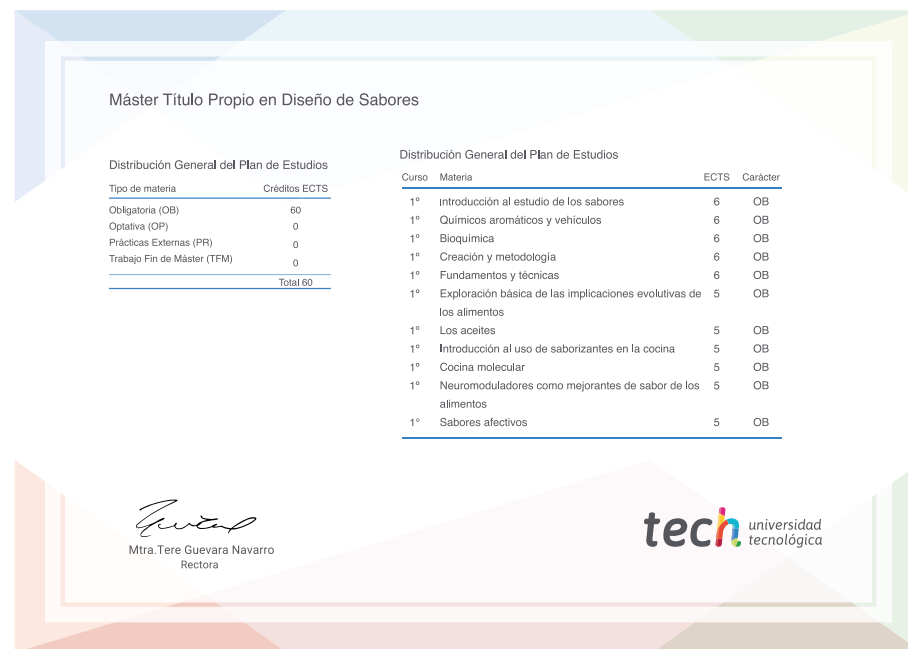 Máster Título Propio en Diseño de Sabores
Distribución General del Plan de Estudios
Tipo de materia Créditos ECTS
Obligatoria (OB) 60
Optativa (OP) 0
Prácticas Externas (PR) 0
Trabajo Fin de Máster (TFM) 0
Total 60
Distribución General del Plan de Estudios
Curso Materia ECTS Carácter
1º Introducción al estudio de los sabores 6 OB
1º Químicos aromáticos y vehículos 6 OB
1º Bioquímica 6 OB
1º Creación y metodología 6 OB
1º Fundamentos y técnicas 6 OB
1º Exploración básica de las implicaciones evolutivas de 5 OB
los alimentos
1º Los aceites 5 OB
1º Introducción al uso de saborizantes en la cocina 5 OB
1º Cocina molecular 5 OB
1º Neuromoduladores como mejorantes de sabor de los 5 OB
alimentos
1º Sabores afectivos 5 OB
Mtra.Tere Guevara Navarro
Rectora
tech universidad
tecnológica